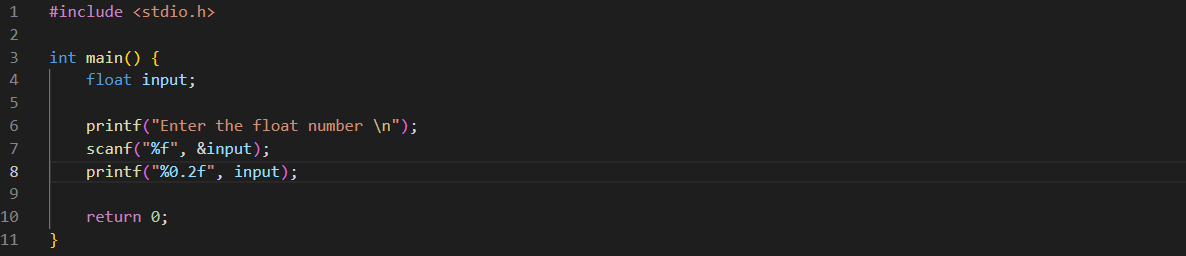 1 #include <stdio.h>
2
3 int main() {
4     float input;
5
6     printf("Enter the float number \n");
7     scanf("%f", &input);
8     printf("%0.2f", input);
9
10     return 0;
11 }